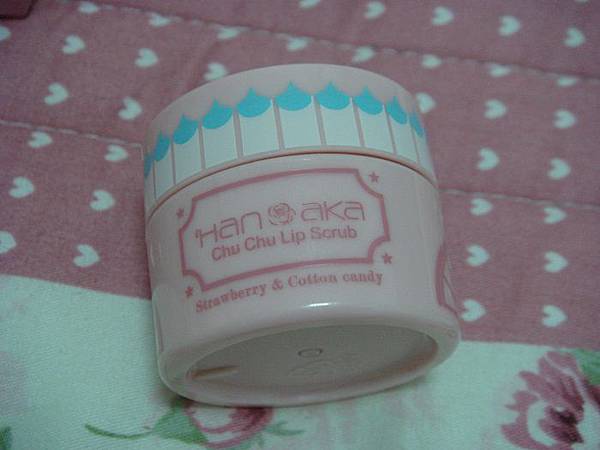 'Hanaka
Chu Chu Lip Scrub
Strawberry & Cotton candy